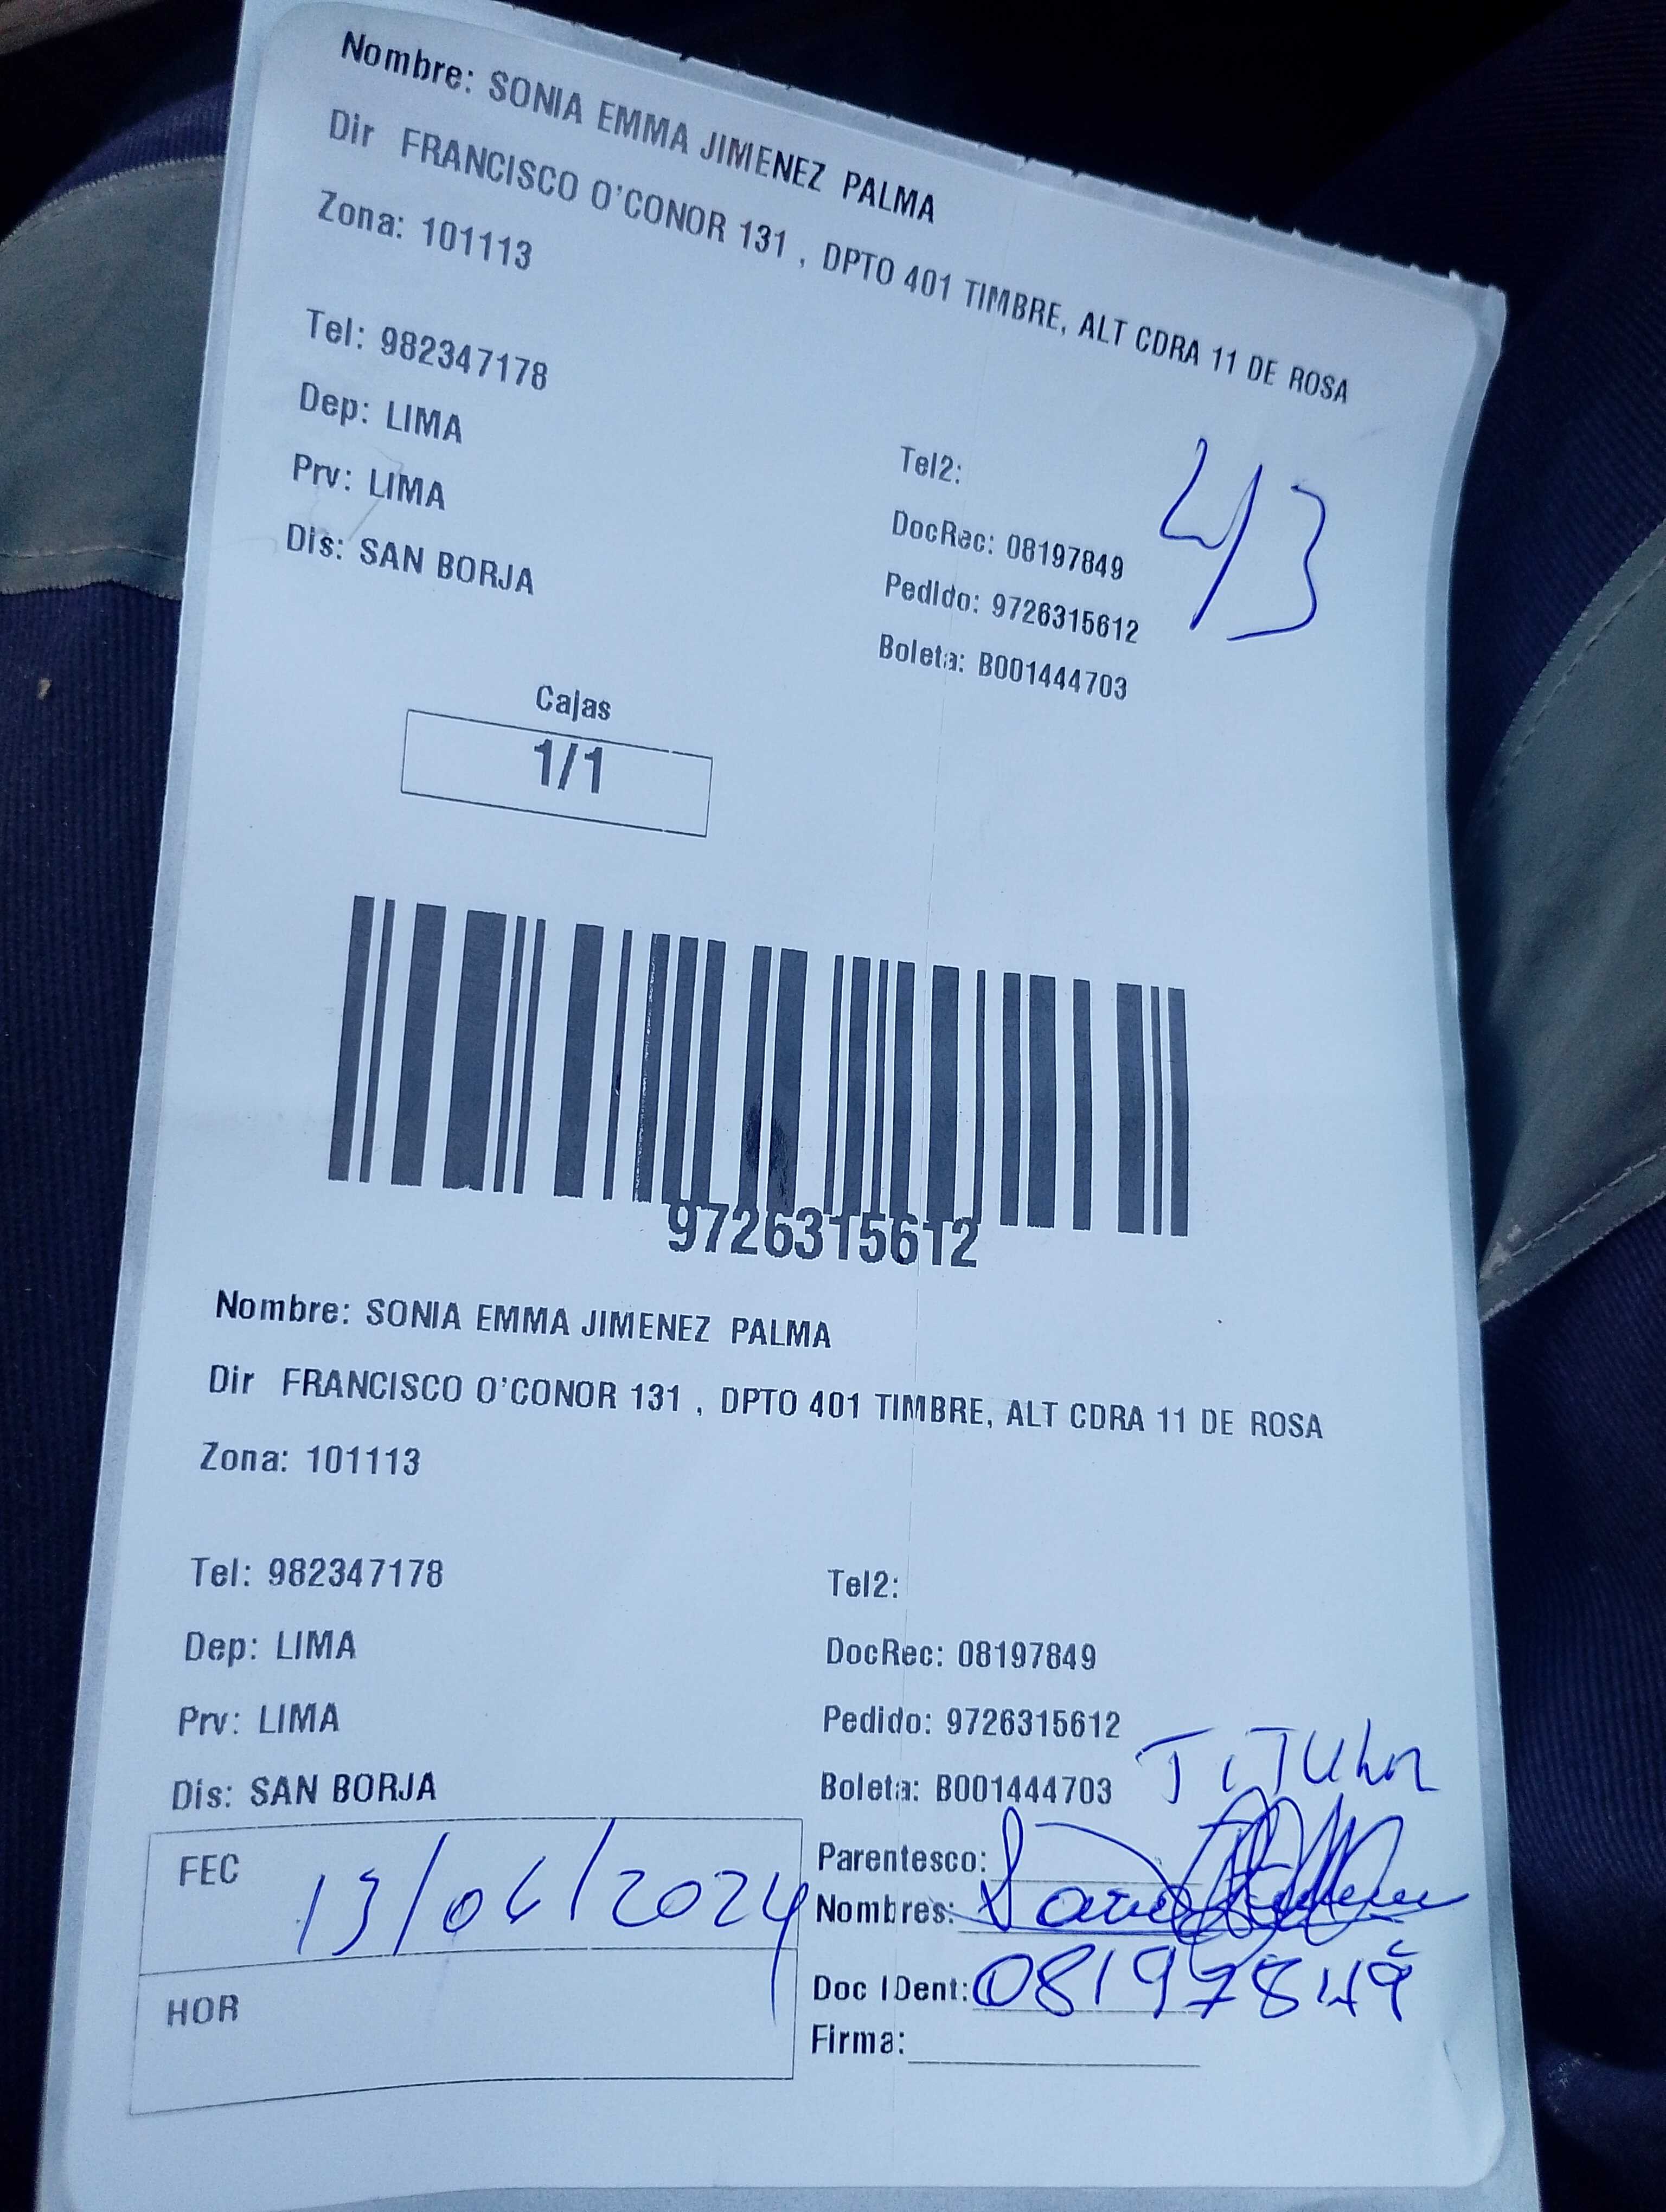 Nombre: SONIA EMMA JIMENEZ PALMA
Dir FRANCISCO O'CONOR 131 , DPTO 401 TIMBRE, ALT CDRA 11 DE ROSA
Zona: 101113
Tel: 982347178
Dep: LIMA
Prv: LIMA
Dis: SAN BORJA
Tel2:
DocRec: 08197849
Pedido: 9726315612
Boleta: B001444703
Cajas
1/1
9726315612
Nombre: SONIA EMMA JIMENEZ PALMA
Dir FRANCISCO O'CONOR 131 , DPTO 401 TIMBRE, ALT CDRA 11 DE ROSA
Zona: 101113
Tel: 982347178
Dep: LIMA
Prv: LIMA
Dis: SAN BORJA
Tel2:
DocRec: 08197849
Pedido: 9726315612
Boleta: B001444703
TiTULAR
FEC 13/04/2024
HOR
Parentesco:
Nombres:
Doc IDent: 08197849
Firma: